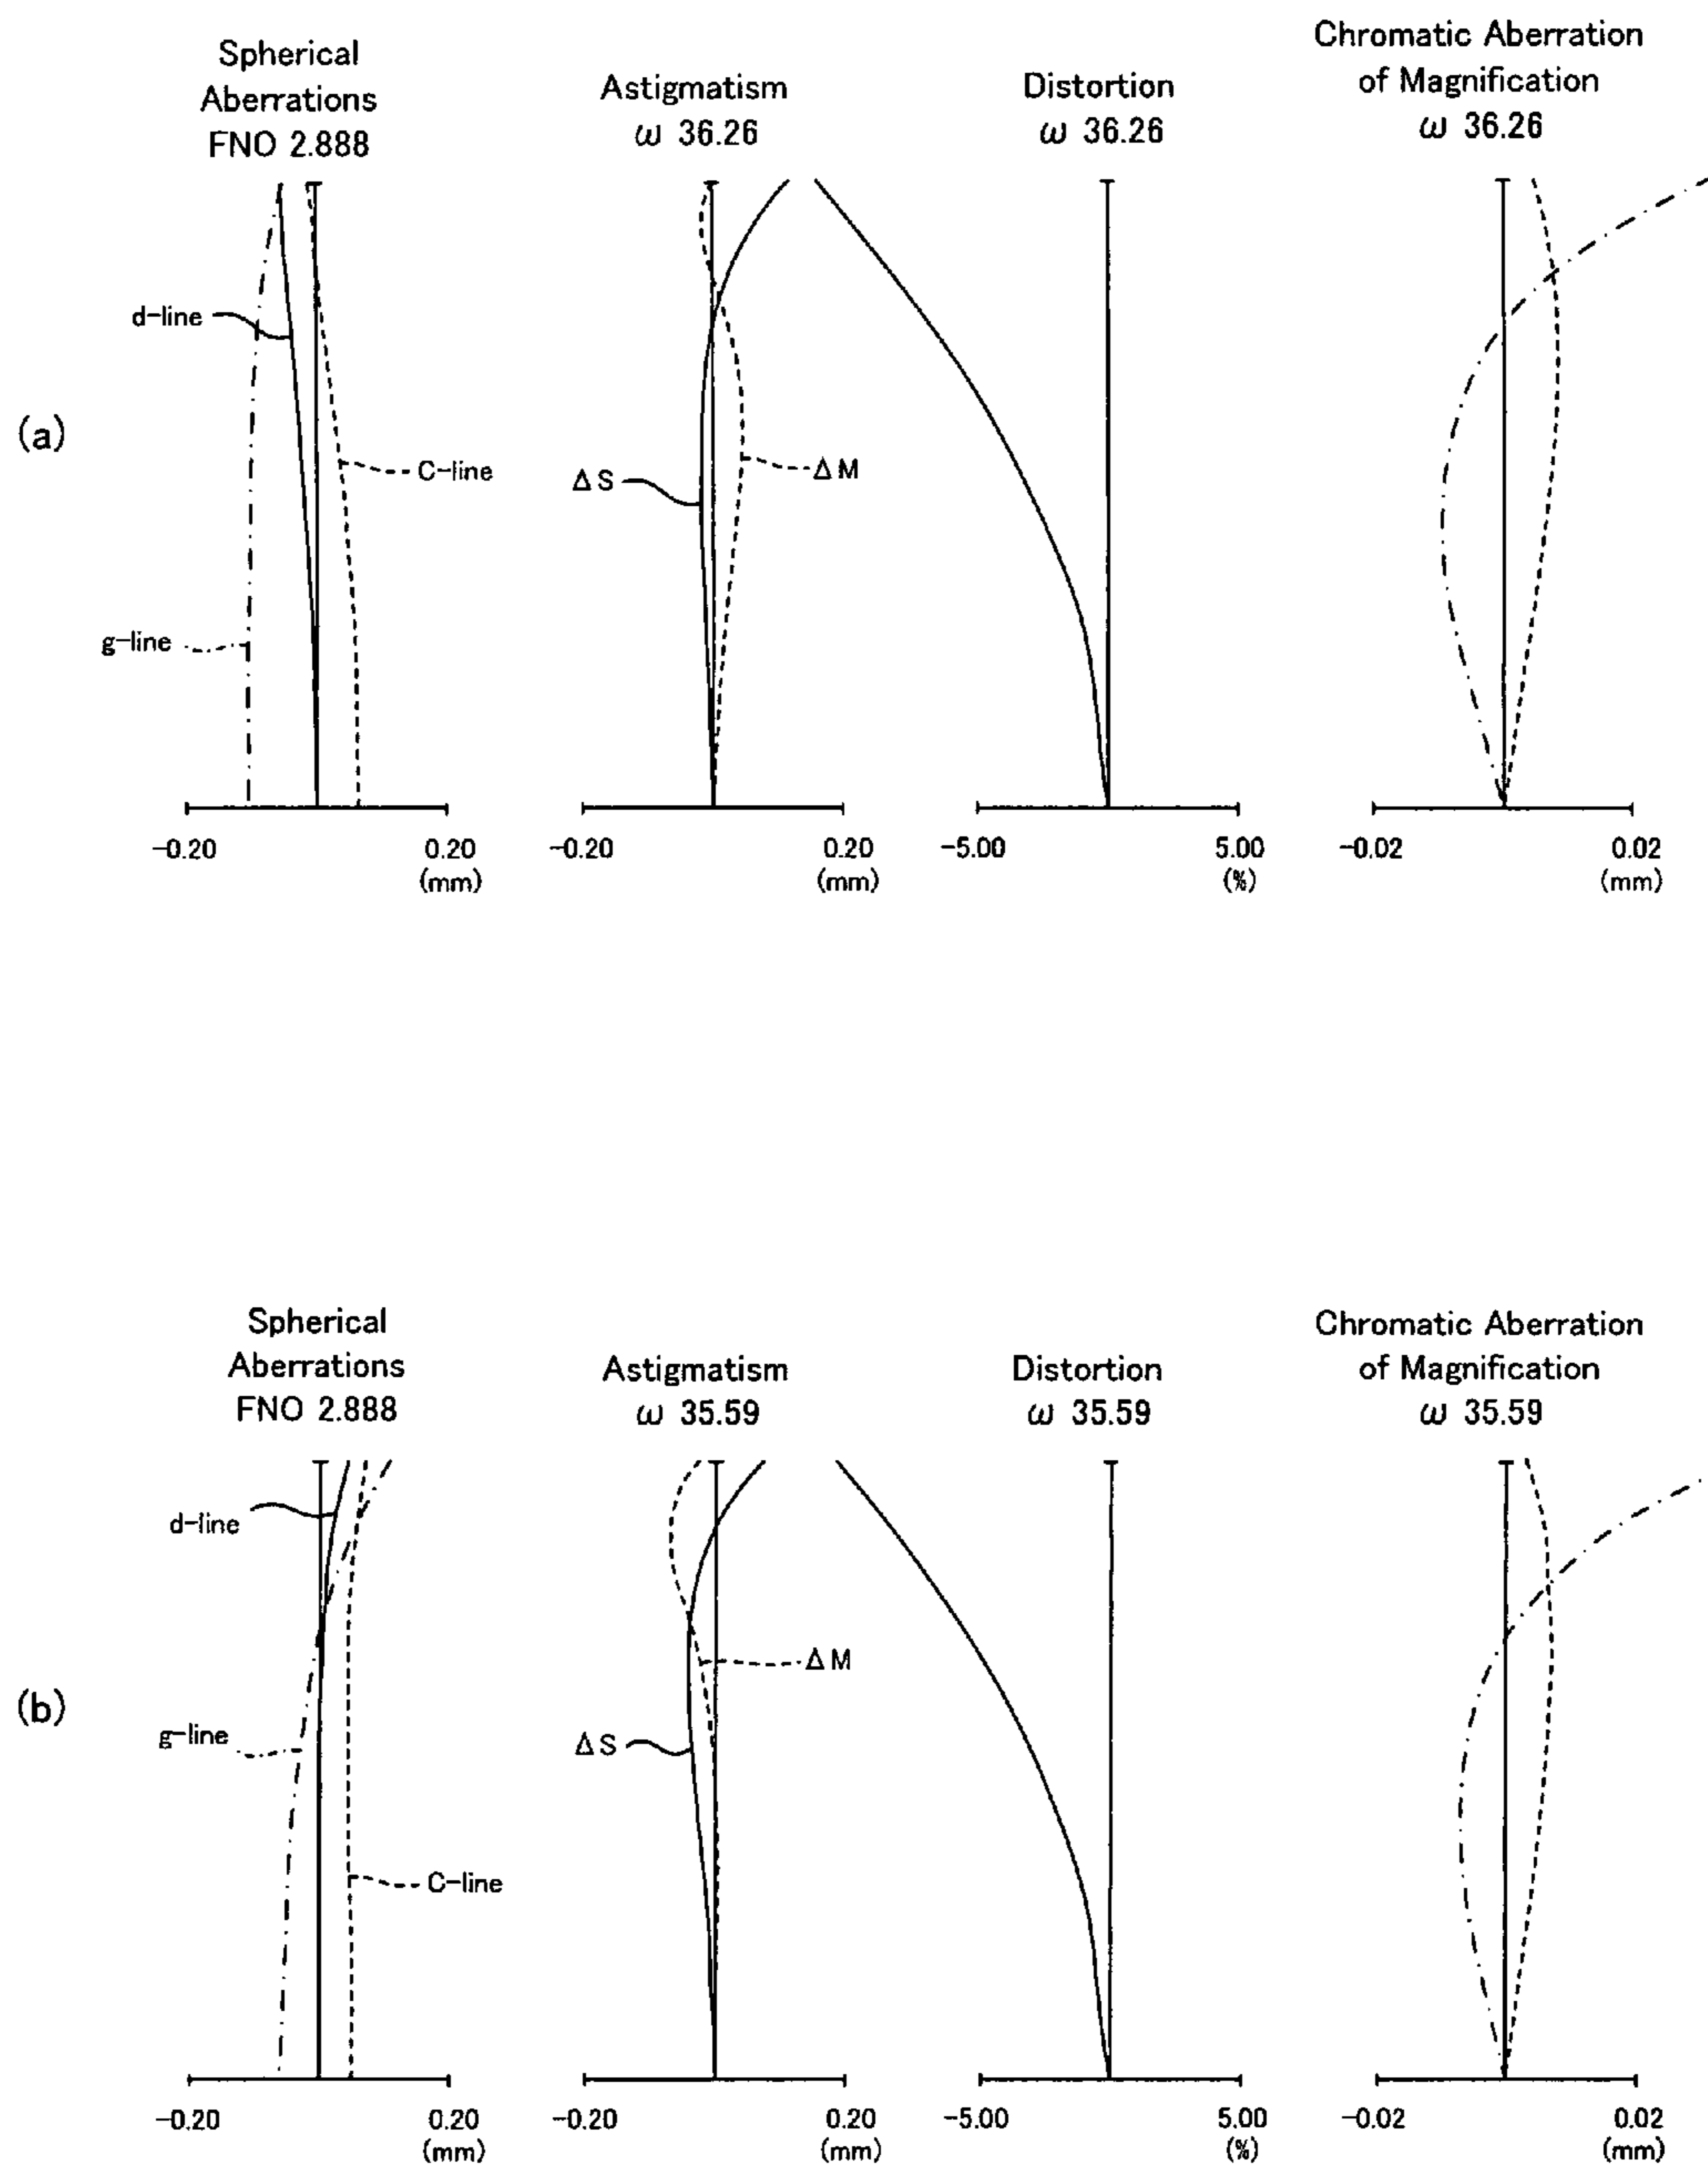 Spherical
Aberrations
FNO 2.888
Astigmatism
ω 36.26
Distortion
ω 36.26
Chromatic Aberration
of Magnification
ω 36.26
(a)
d-line
C-line
g-line
ΔS
ΔM
-0.20
0.20
(mm)
-0.20
0.20
(mm)
-5.00
5.00
(%)
-0.02
0.02
(mm)
Spherical
Aberrations
FNO 2.888
Astigmatism
ω 35.59
Distortion
ω 35.59
Chromatic Aberration
of Magnification
ω 35.59
(b)
d-line
g-line
C-line
ΔM
ΔS
-0.20
0.20
(mm)
-0.20
0.20
(mm)
-5.00
5.00
(%)
-0.02
0.02
(mm)